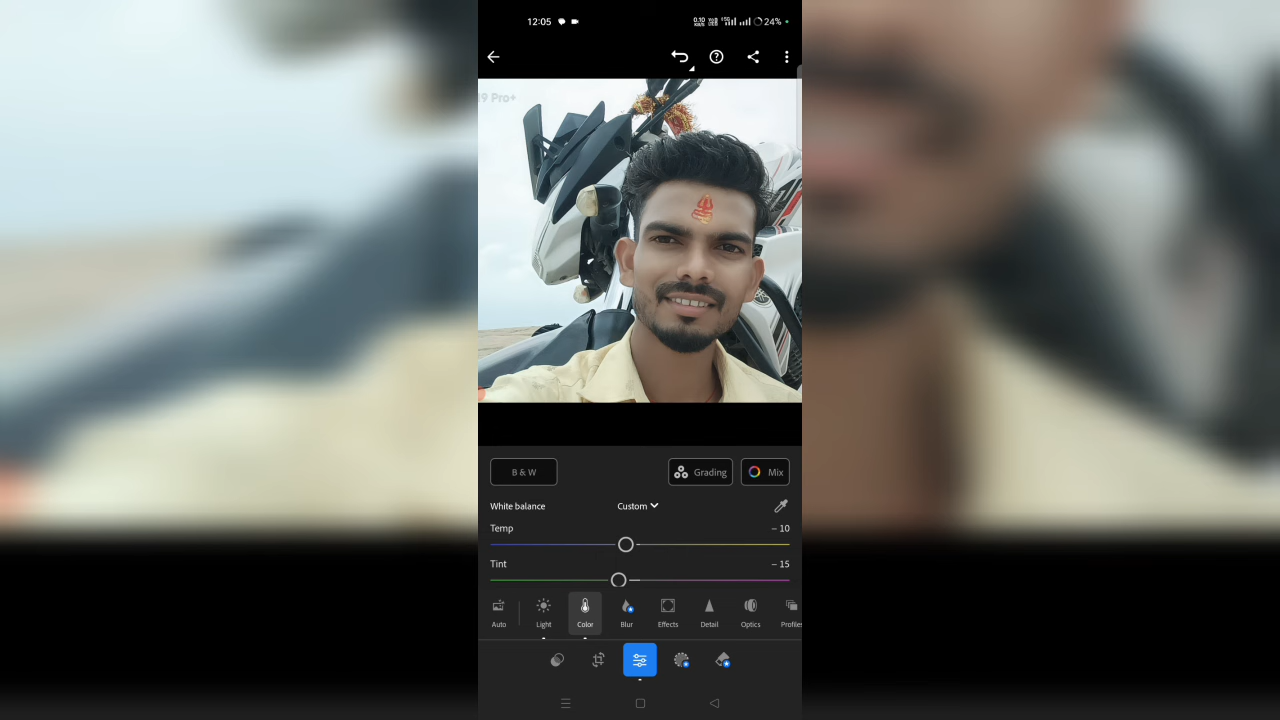 12:05
24%
19 Pro+
B & W
Grading
Mix
White balance
Custom
Temp
– 10
Tint
– 15
Auto
Light
Color
Blur
Effects
Detail
Optics
Profiles